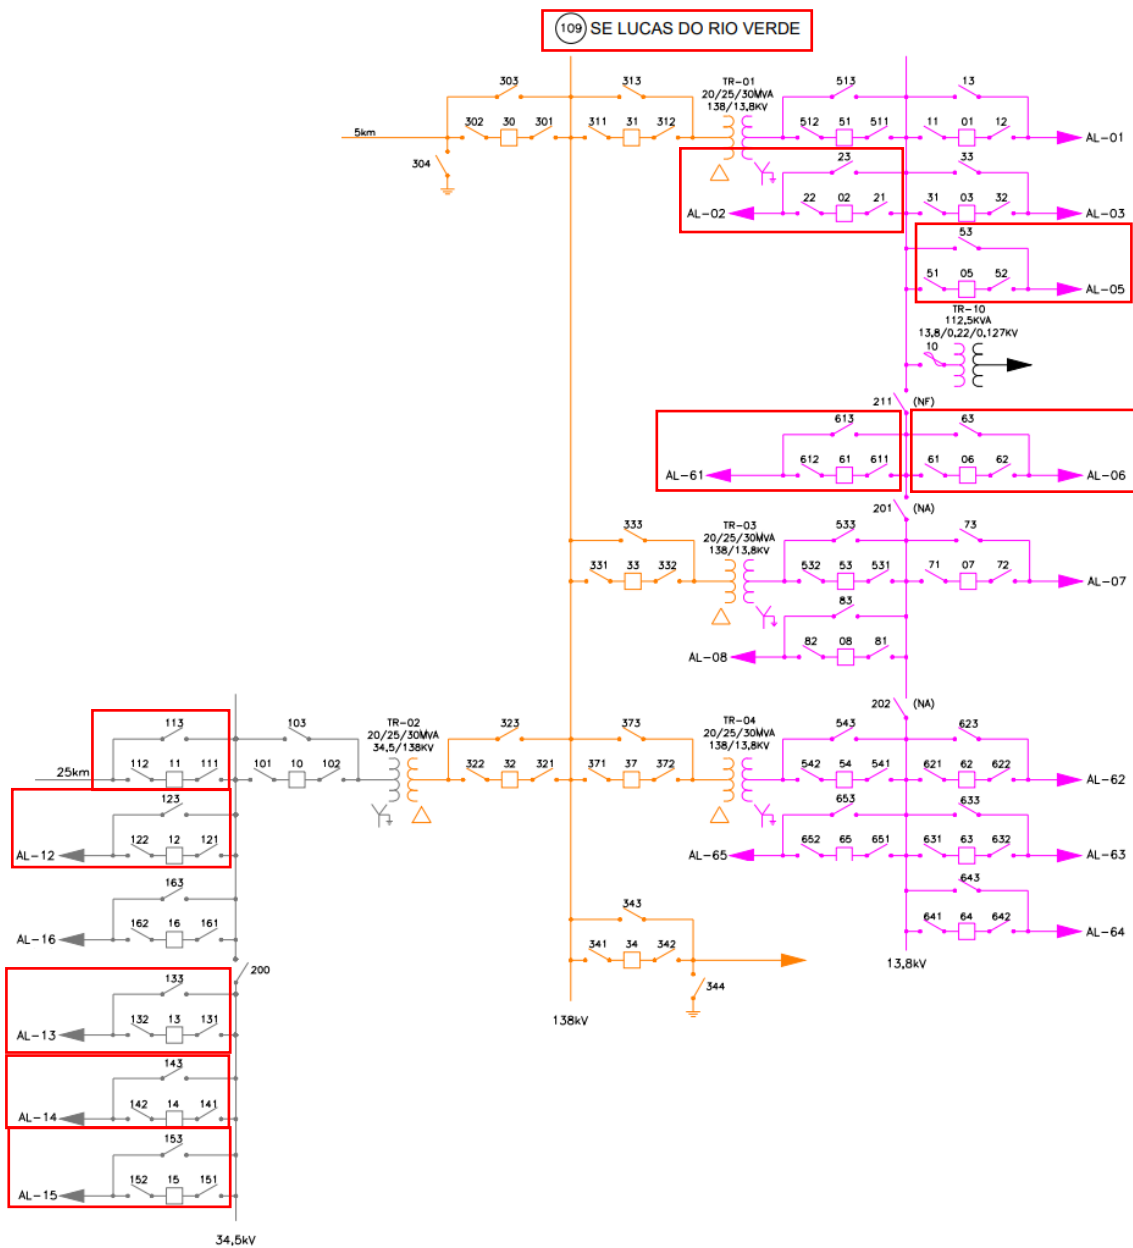 109 SE LUCAS DO RIO VERDE
303
313
TR-01
20/25/30MVA
138/13,8KV
513
13
5km
302
30
301
311
31
312
512
51
511
11
01
12
AL-01
304
23
33
AL-02
22
02
21
31
03
32
AL-03
53
51
05
52
AL-05
TR-10
112,5KVA
13,8/0,22/0,127KV
10
211
(NF)
613
63
AL-61
612
61
611
61
06
62
AL-06
201
(NA)
333
TR-03
20/25/30MVA
138/13,8KV
533
73
331
33
332
532
53
531
71
07
72
AL-07
83
AL-08
82
08
81
202
(NA)
113
103
TR-02
20/25/30MVA
34,5/138KV
323
373
TR-04
20/25/30MVA
138/13,8KV
543
623
25km
112
11
111
101
10
102
322
32
321
371
37
372
542
54
541
621
62
622
AL-62
123
653
633
AL-12
122
12
121
AL-65
652
65
651
631
63
632
AL-63
163
643
AL-16
162
16
161
343
641
64
642
AL-64
341
34
342
13,8kV
200
133
344
AL-13
132
13
131
138kV
143
AL-14
142
14
141
153
AL-15
152
15
151
34,5kV